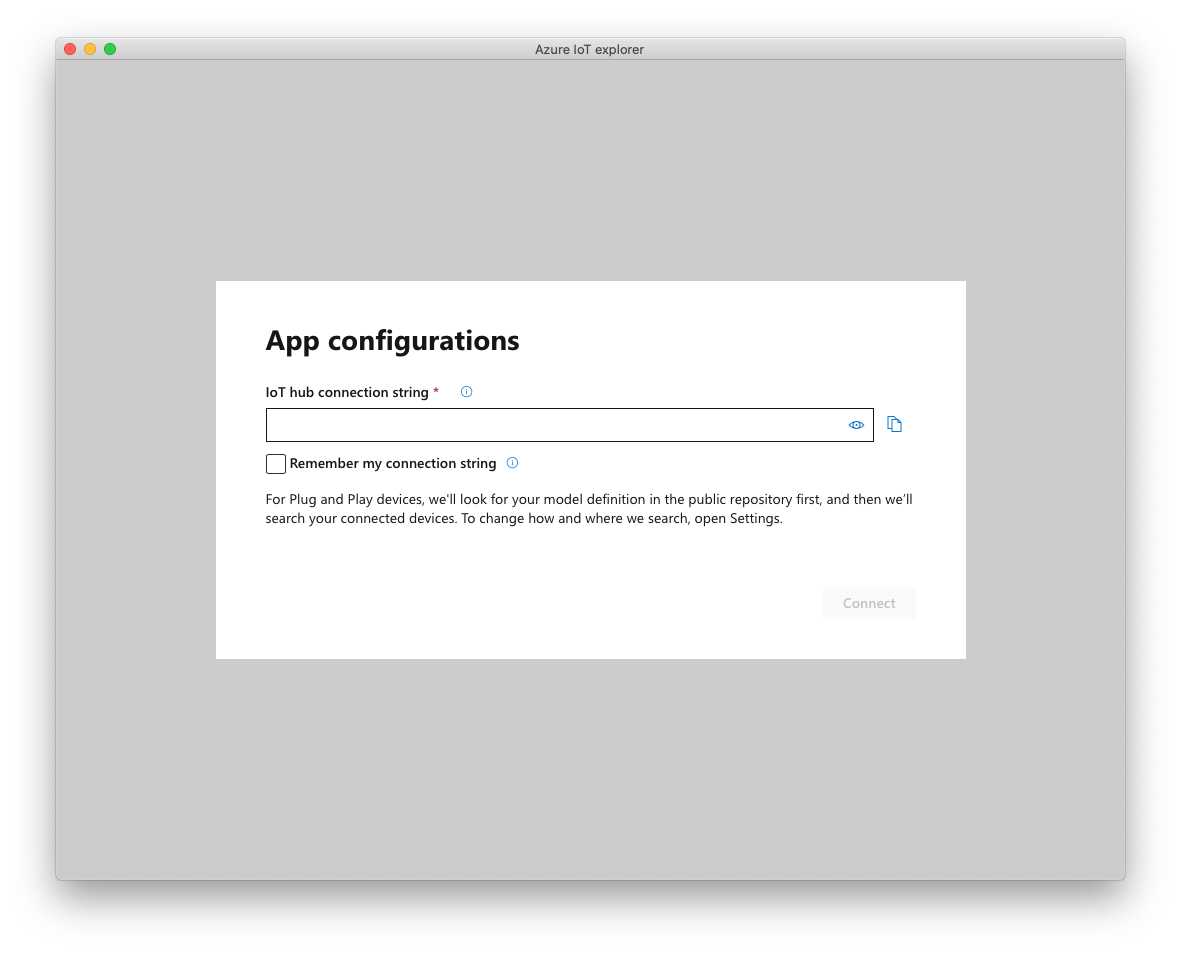 Azure IoT explorer
App configurations
IoT hub connection string *
Remember my connection string
For Plug and Play devices, we'll look for your model definition in the public repository first, and then we'll
search your connected devices. To change how and where we search, open Settings.
Connect